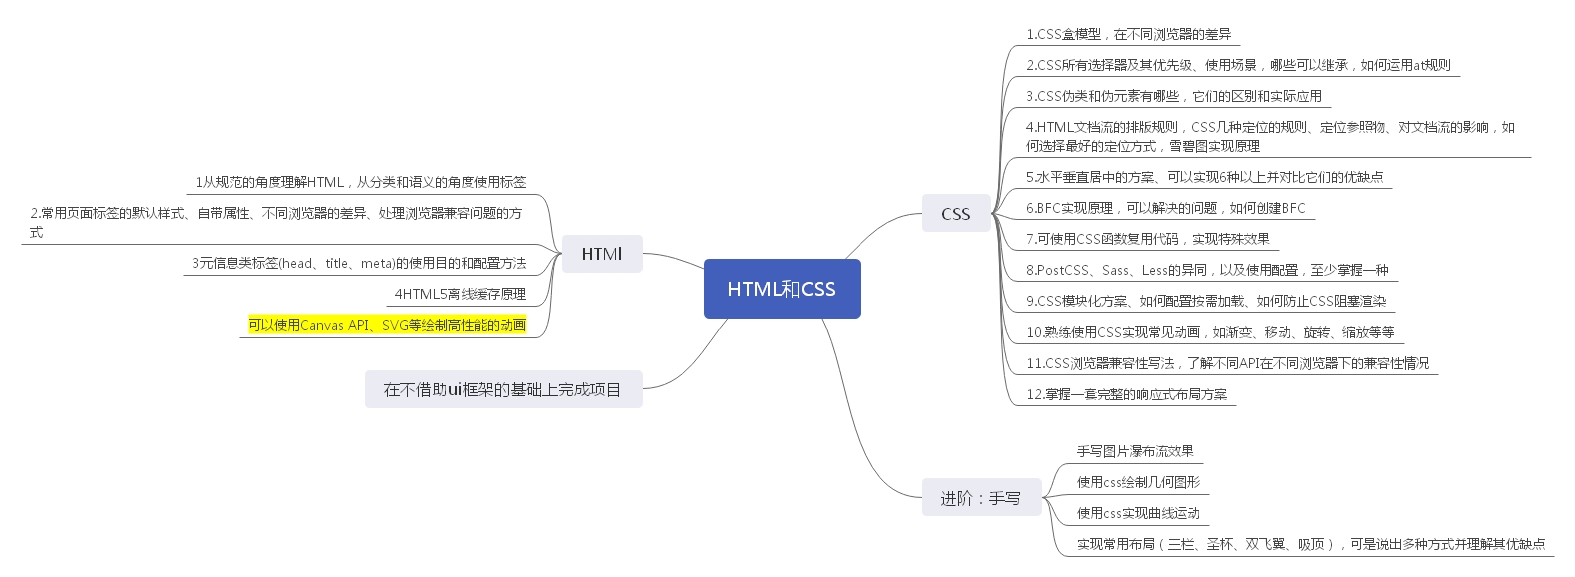 HTML和CSS
HTMl
1从规范的角度理解HTML，从分类和语义的角度使用标签
2.常用页面标签的默认样式、自带属性、不同浏览器的差异、处理浏览器兼容问题的方
式
3元信息类标签(head、title、meta)的使用目的和配置方法
4HTML5离线缓存原理
可以使用Canvas API、SVG等绘制高性能的动画
在不借助ui框架的基础上完成项目
CSS
1.CSS盒模型，在不同浏览器的差异
2.CSS所有选择器及其优先级、使用场景，哪些可以继承，如何运用at规则
3.CSS伪类和伪元素有哪些，它们的区别和实际应用
4.HTML文档流的排版规则，CSS几种定位的规则、定位参照物、对文档流的影响，如
何选择最好的定位方式，雪碧图实现原理
5.水平垂直居中的方案、可以实现6种以上并对比它们的优缺点
6.BFC实现原理，可以解决的问题，如何创建BFC
7.可使用CSS函数复用代码，实现特殊效果
8.PostCSS、Sass、Less的异同，以及使用配置，至少掌握一种
9.CSS模块化方案、如何配置按需加载、如何防止CSS阻塞渲染
10.熟练使用CSS实现常见动画，如渐变、移动、旋转、缩放等等
11.CSS浏览器兼容性写法，了解不同API在不同浏览器下的兼容性情况
12.掌握一套完整的响应式布局方案
进阶：手写
手写图片瀑布流效果
使用css绘制几何图形
使用css实现曲线运动
实现常用布局（三栏、圣杯、双飞翼、吸顶），可是说出多种方式并理解其优缺点